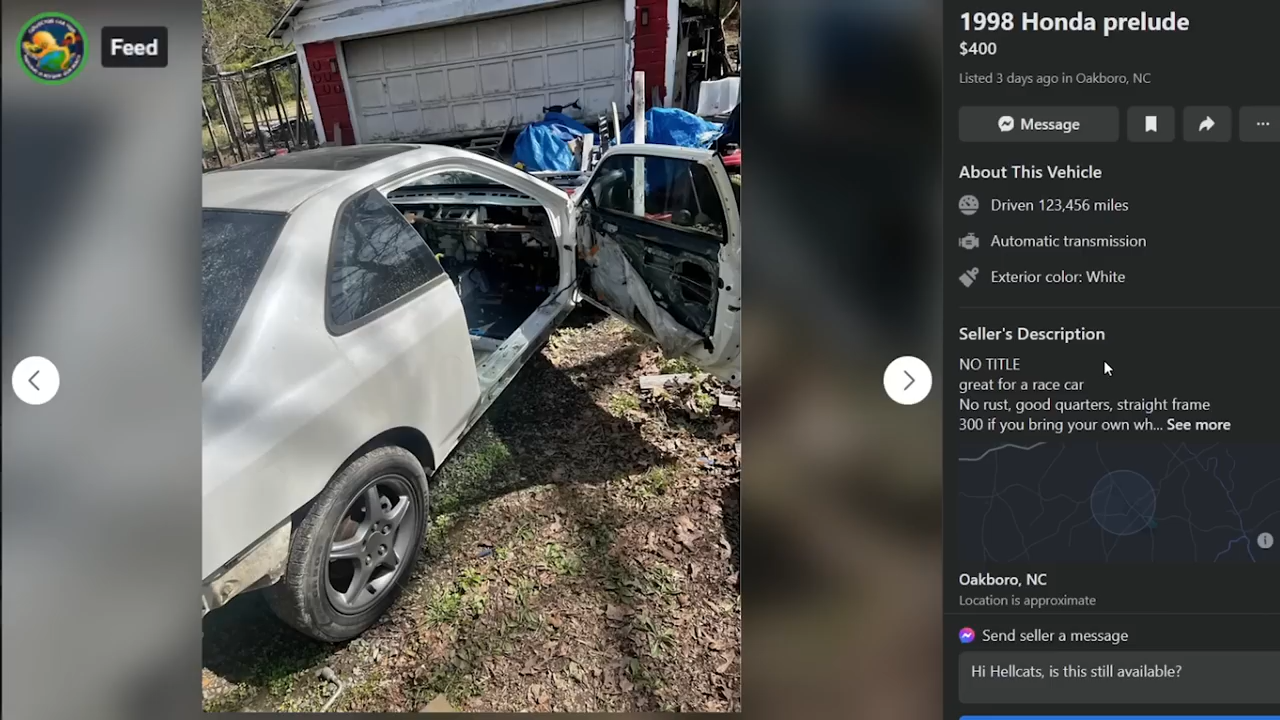 Feed
1998 Honda prelude
$400
Listed 3 days ago in Oakboro, NC
Message
About This Vehicle
Driven 123,456 miles
Automatic transmission
Exterior color: White
Seller's Description
NO TITLE
great for a race car
No rust, good quarters, straight frame
300 if you bring your own wh... See more
Oakboro, NC
Location is approximate
Send seller a message
Hi Hellcats, is this still available?